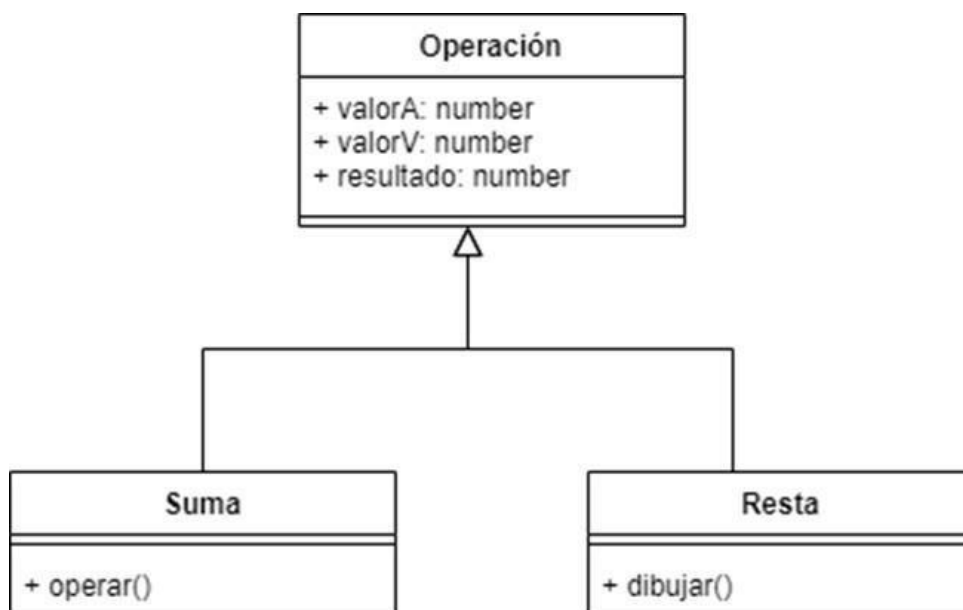 Operación
+ valorA: number
+ valorV: number
+ resultado: number
Suma
+ operar()
Resta
+ dibujar()